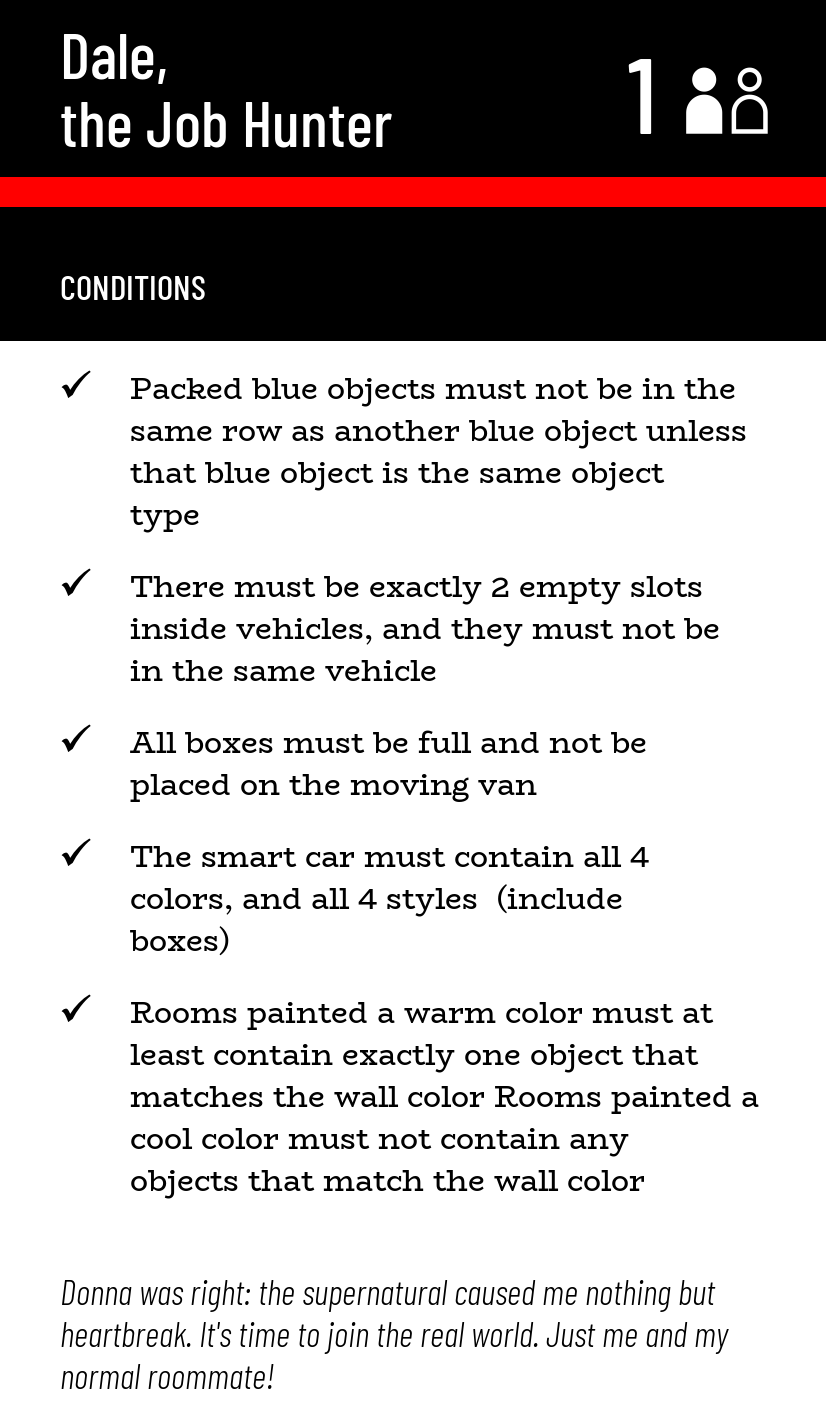 Dale,
the Job Hunter
1
CONDITIONS
✓ Packed blue objects must not be in the
same row as another blue object unless
that blue object is the same object
type
✓ There must be exactly 2 empty slots
inside vehicles, and they must not be
in the same vehicle
✓ All boxes must be full and not be
placed on the moving van
✓ The smart car must contain all 4
colors, and all 4 styles  (include
boxes)
✓ Rooms painted a warm color must at
least contain exactly one object that
matches the wall color Rooms painted a
cool color must not contain any
objects that match the wall color
Donna was right: the supernatural caused me nothing but
heartbreak. It's time to join the real world. Just me and my
normal roommate!